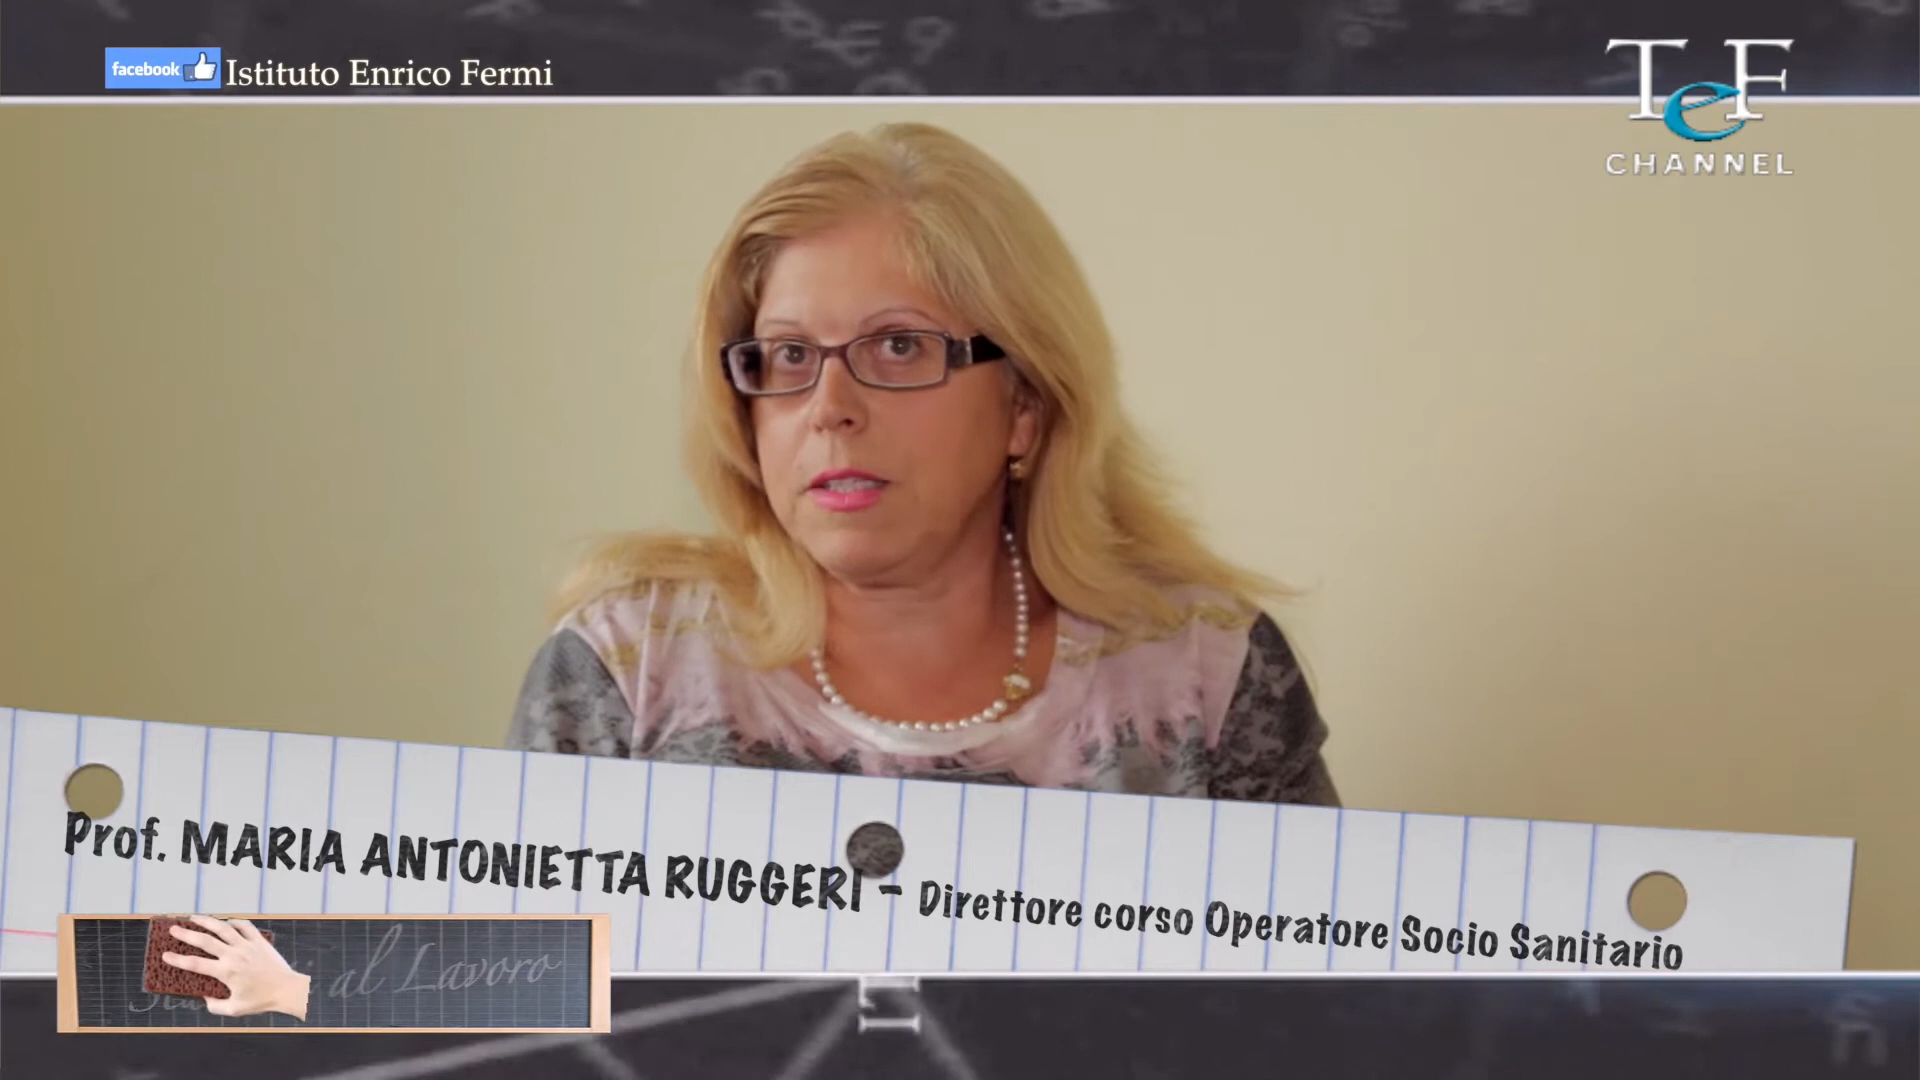 facebook Istituto Enrico Fermi
TeF
CHANNEL
Prof. MARIA ANTONIETTA RUGGERI - Direttore corso Operatore Socio Sanitario
al Lavoro